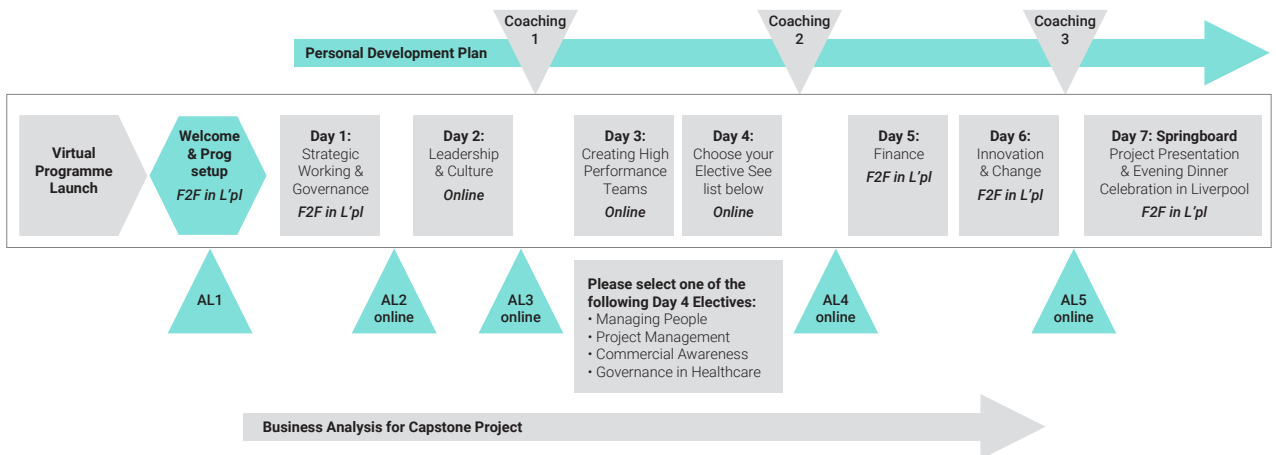 Coaching
1
Coaching
2
Coaching
3
Personal Development Plan
Virtual
Programme
Launch
Welcome
& Prog
setup
F2F in L'pl
Day 1:
Strategic
Working &
Governance
F2F in L'pl
Day 2:
Leadership
& Culture
Online
Day 3:
Creating High
Performance
Teams
Online
Day 4:
Choose your
Elective See
list below
Online
Day 5:
Finance
F2F in L'pl
Day 6:
Innovation
& Change
F2F in L'pl
Day 7: Springboard
Project Presentation
& Evening Dinner
Celebration in Liverpool
F2F in L'pl
AL1
AL2
online
AL3
online
Please select one of the
following Day 4 Electives:
• Managing People
• Project Management
• Commercial Awareness
• Governance in Healthcare
AL4
online
AL5
online
Business Analysis for Capstone Project